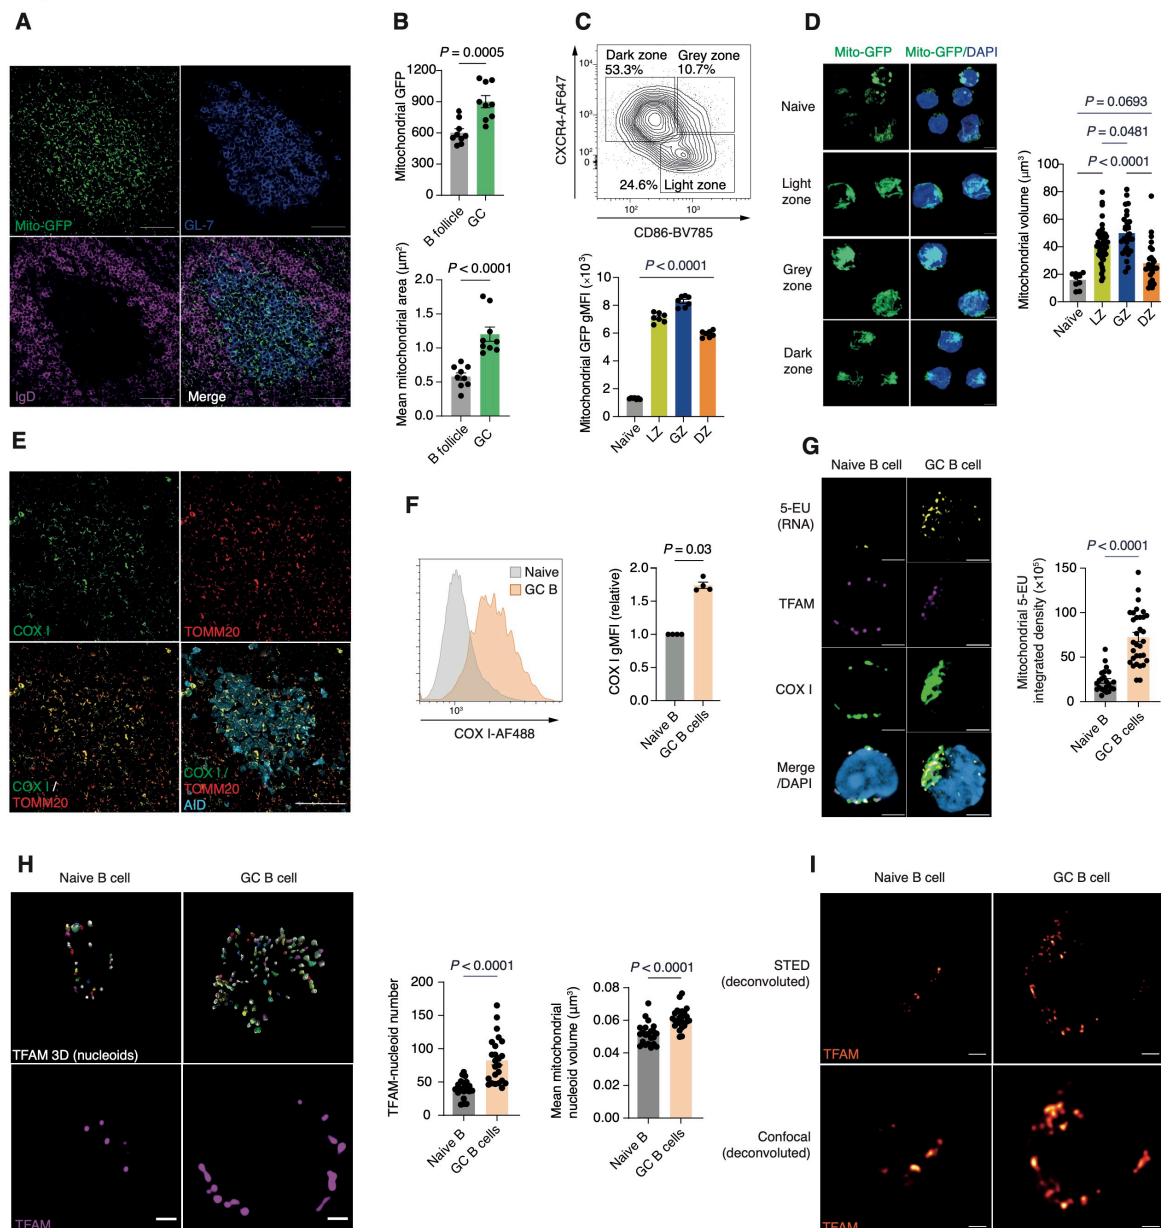 A
Mito-GFP
GL-7
IgD
Merge
B
P = 0.0005
Mitochondrial GFP
1200
900
600
300
0
B follicle
GC
P < 0.0001
Mean mitochondrial area (µm²)
2.0
1.5
1.0
0.5
0.0
B follicle
GC
C
Dark zone
53.3%
Grey zone
10.7%
24.6%
Light zone
CXCR4-AF647
10⁴
10³
10²
0
10²
10³
CD86-BV785
P < 0.0001
Mitochondrial GFP gMFI (×10³)
10
8
6
4
2
0
Naïve
LZ
GZ
DZ
D
Mito-GFP
Mito-GFP/DAPI
Naive
Light
zone
Grey
zone
Dark
zone
P = 0.0693
P = 0.0481
P < 0.0001
Mitochondrial volume (µm³)
100
80
60
40
20
0
Naïve
LZ
GZ
DZ
E
COX I
TOMM20
COX I /
TOMM20
COX I /
TOMM20
AID
F
Naive
GC B
10³
COX I-AF488
P = 0.03
COX I gMFI (relative)
2.0
1.5
1.0
0.5
0.0
Naive B
GC B cells
G
Naive B cell
GC B cell
5-EU
(RNA)
TFAM
COX I
Merge
/DAPI
P < 0.0001
Mitochondrial 5-EU
integrated density (×10⁵)
150
100
50
0
Naive B
GC B cells
H
Naive B cell
GC B cell
TFAM 3D (nucleoids)
TFAM
P < 0.0001
TFAM-nucleoid number
200
150
100
50
0
Naive B
GC B cells
P < 0.0001
Mean mitochondrial
nucleoid volume (µm³)
0.08
0.06
0.04
0.02
0.00
Naive B
GC B cells
I
Naive B cell
GC B cell
STED
(deconvoluted)
TFAM
Confocal
(deconvoluted)
TFAM